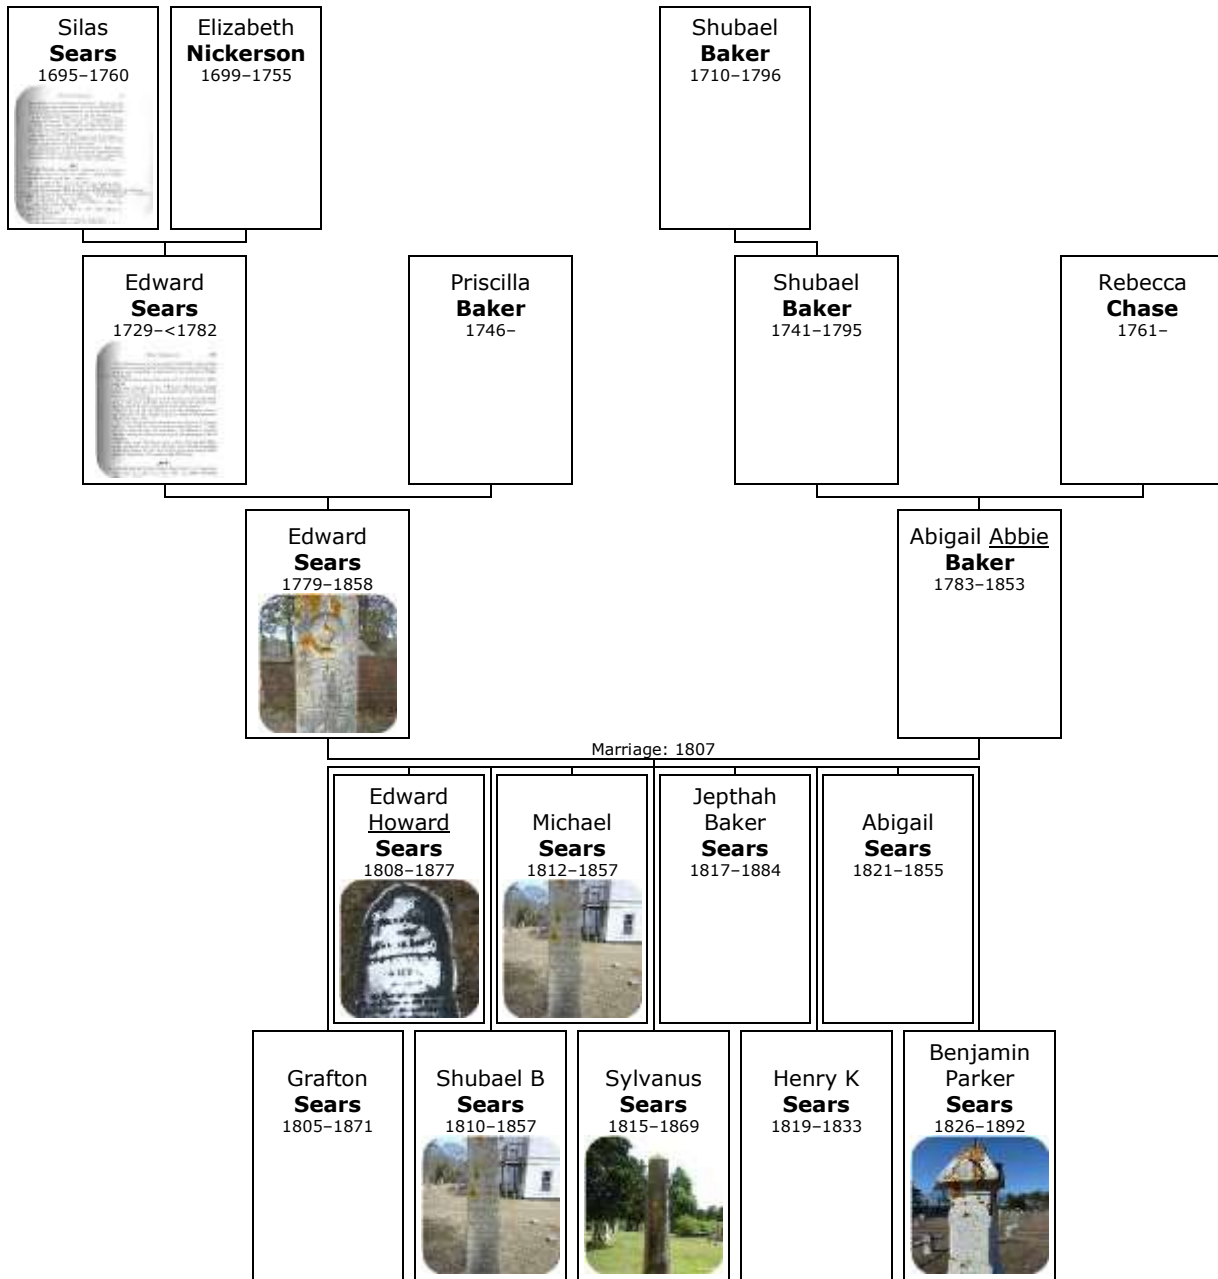 Silas
Sears
1695–1760
Elizabeth
Nickerson
1699–1755
Shubael
Baker
1710–1796
Edward
Sears
1729–<1782
Priscilla
Baker
1746–
Shubael
Baker
1741–1795
Rebecca
Chase
1761–
Edward
Sears
1779–1858
Abigail Abbie
Baker
1783–1853
Marriage: 1807
Edward
Howard
Sears
1808–1877
Michael
Sears
1812–1857
Jepthah
Baker
Sears
1817–1884
Abigail
Sears
1821–1855
Grafton
Sears
1805–1871
Shubael B
Sears
1810–1857
Sylvanus
Sears
1815–1869
Henry K
Sears
1819–1833
Benjamin
Parker
Sears
1826–1892